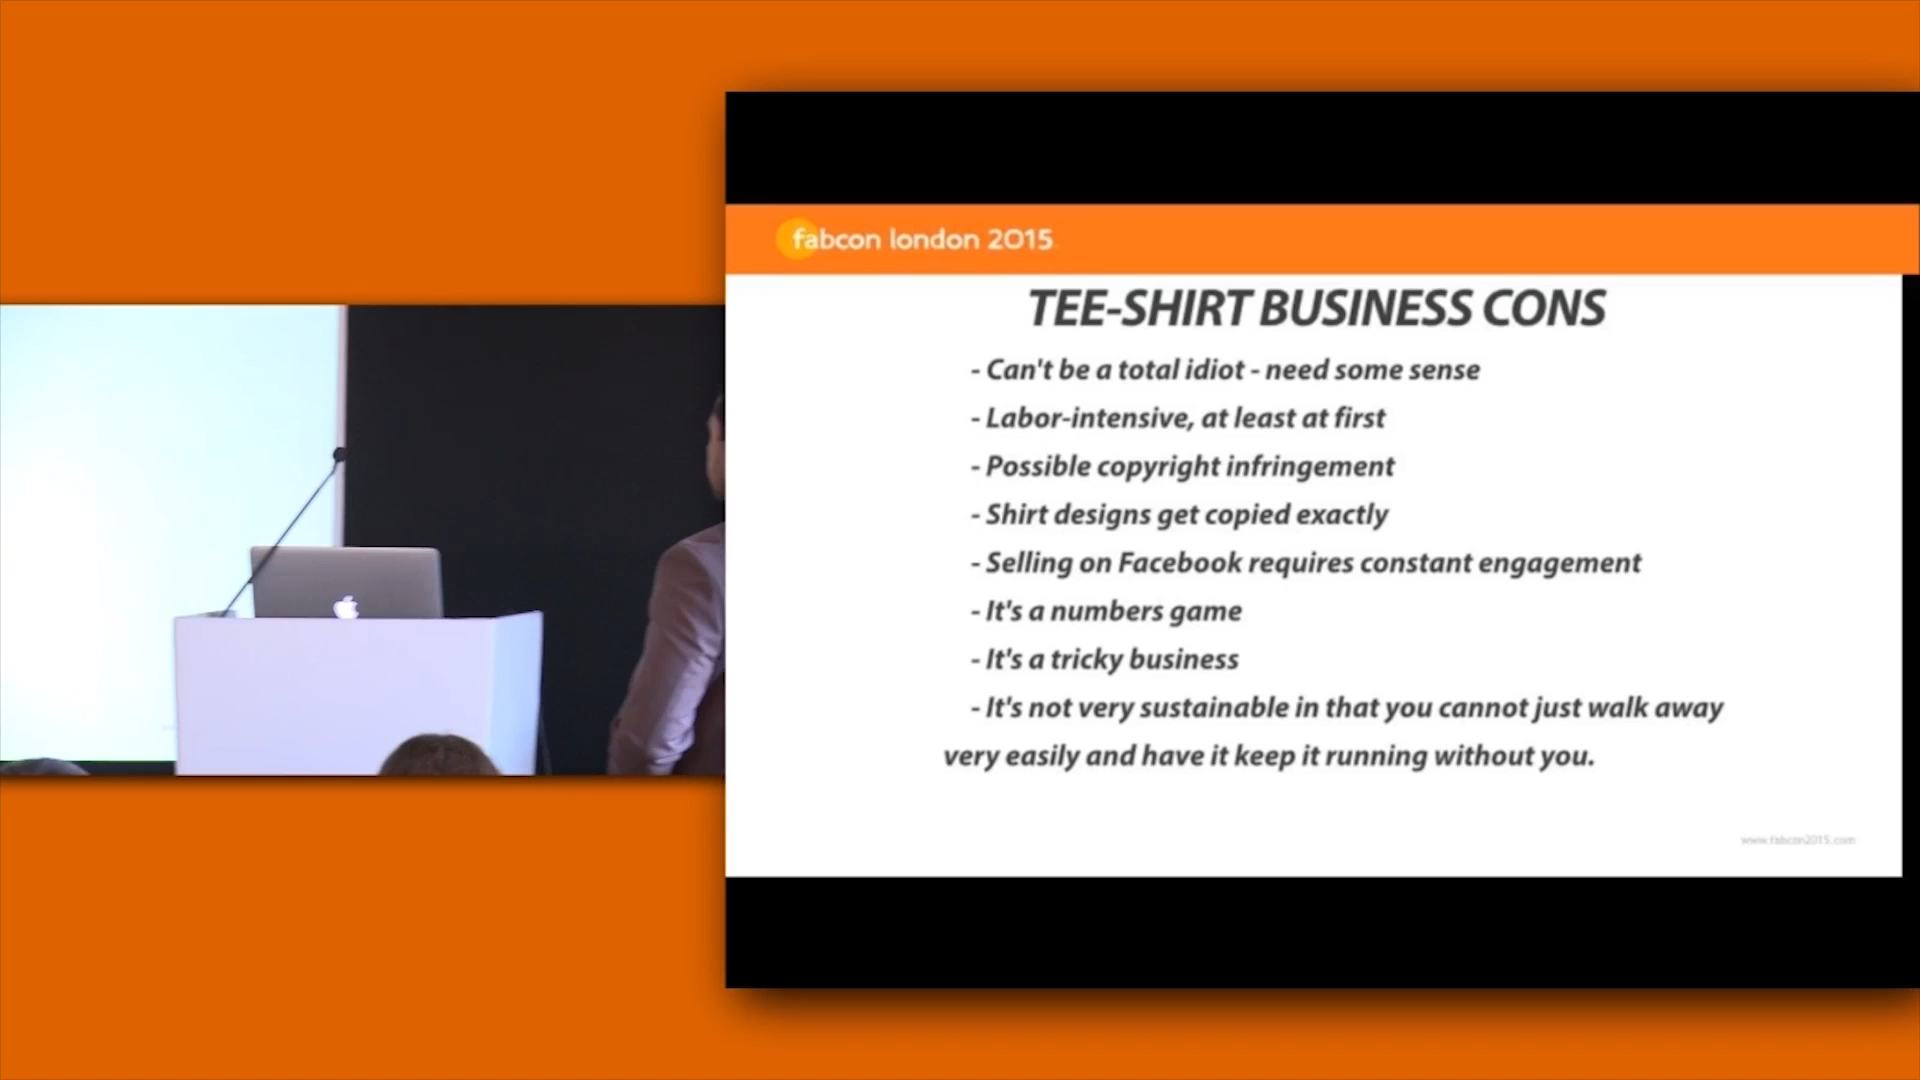 fabcon london 2015
TEE-SHIRT BUSINESS CONS
- Can't be a total idiot - need some sense
- Labor-intensive, at least at first
- Possible copyright infringement
- Shirt designs get copied exactly
- Selling on Facebook requires constant engagement
- It's a numbers game
- It's a tricky business
- It's not very sustainable in that you cannot just walk away
very easily and have it keep it running without you.
www.fabcon2015.com